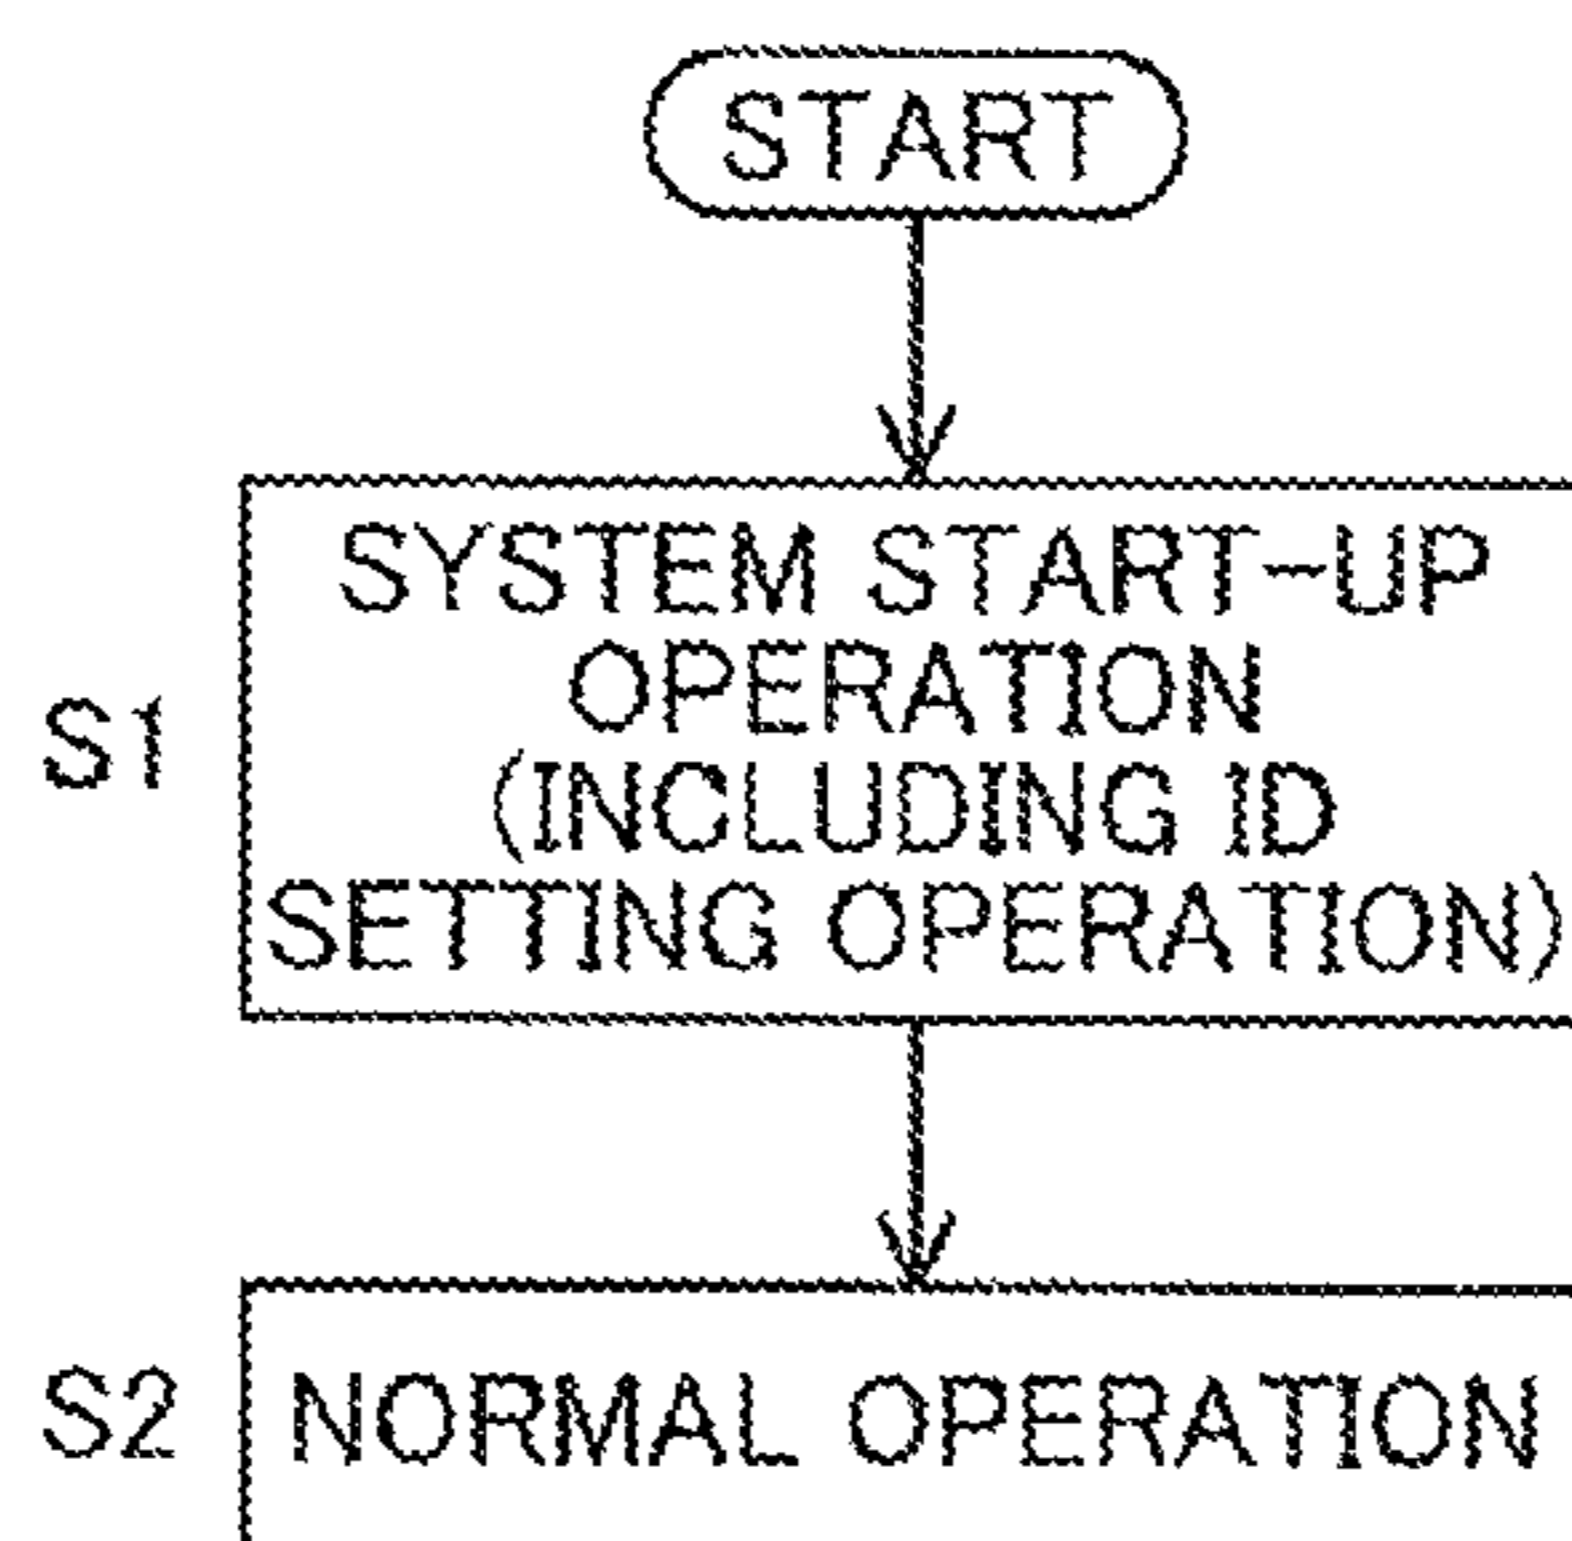 START
SYSTEM START-UP
OPERATION
S1
(INCLUDING ID
SETTING OPERATION)
S2 NORMAL OPERATION